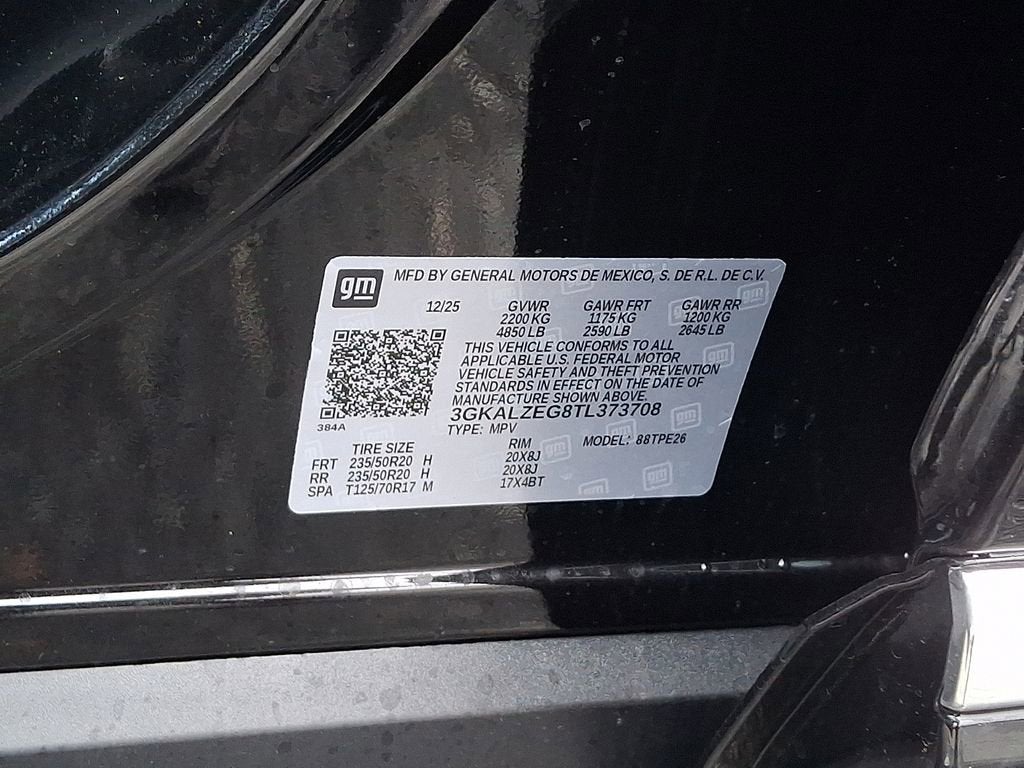 gm
MFD BY GENERAL MOTORS DE MEXICO, S. DE R.L. DE C.V.
12/25 GVWR GAWR FRT GAWR RR
2200 KG 1175 KG 1200 KG
4850 LB 2590 LB 2645 LB
THIS VEHICLE CONFORMS TO ALL
APPLICABLE U.S. FEDERAL MOTOR
VEHICLE SAFETY AND THEFT PREVENTION
STANDARDS IN EFFECT ON THE DATE OF
MANUFACTURE SHOWN ABOVE.
3GKALZEG8TL373708
384A
TYPE: MPV MODEL: 88TPE26
TIRE SIZE RIM
FRT 235/50R20 H 20X8J
RR 235/50R20 H 20X8J
SPA T125/70R17 M 17X4BT